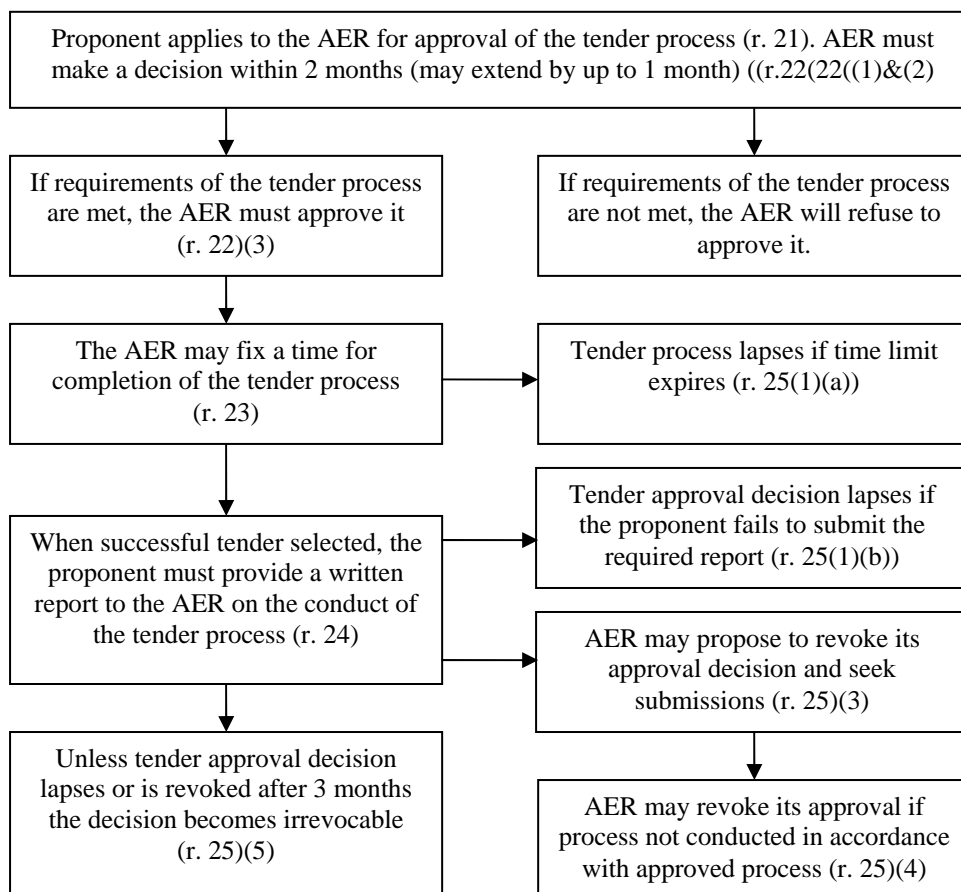 Proponent applies to the AER for approval of the tender process (r. 21). AER must
make a decision within 2 months (may extend by up to 1 month) ((r.22(22((1)&(2)
If requirements of the tender process
are met, the AER must approve it
(r. 22)(3)
If requirements of the tender process
are not met, the AER will refuse to
approve it.
The AER may fix a time for
completion of the tender process
(r. 23)
Tender process lapses if time limit
expires (r. 25(1)(a))
When successful tender selected, the
proponent must provide a written
report to the AER on the conduct of
the tender process (r. 24)
Tender approval decision lapses if
the proponent fails to submit the
required report (r. 25(1)(b))
AER may propose to revoke its
approval decision and seek
submissions (r. 25)(3)
Unless tender approval decision
lapses or is revoked after 3 months
the decision becomes irrevocable
(r. 25)(5)
AER may revoke its approval if
process not conducted in accordance
with approved process (r. 25)(4)